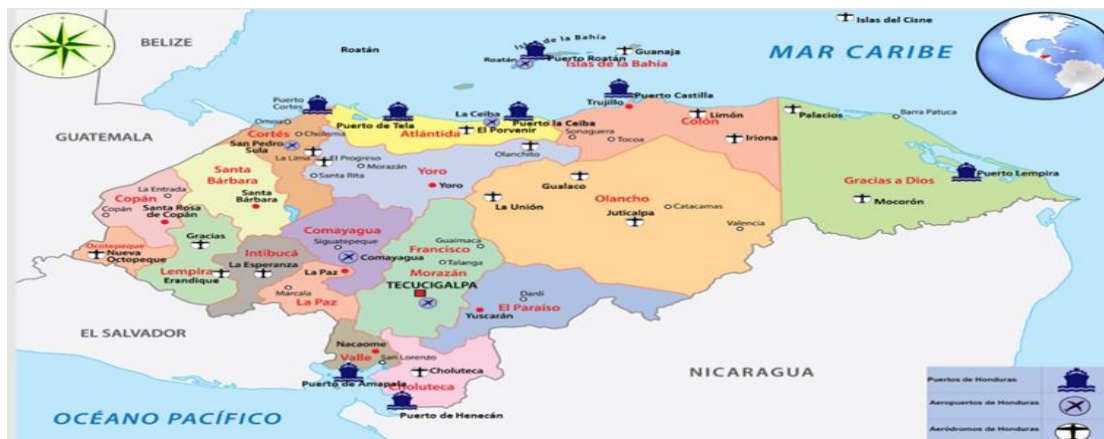 Islas del Cisne
BELIZE
Roatán
Isla de la Bahía
Guanaja
MAR CARIBE
Roatán
Puerto Roatán
Islas de la Bahía
Puerto Castilla
Trujillo
Puerto Cortes
La Ceiba
Omoa
Puerto de Tela
Puerto la Ceiba
Limón
Colón
Palacios
Barra Patuca
GUATEMALA
Cortés
Choloma
Atlántida
El Porvenir
Sonaguera
Tocoa
Iriona
San Pedro Sula
La Lima
El Progreso
Olanchito
Morazán
Santa Rita
Yoro
Yoro
Santa Bárbara
Santa Bárbara
Gualaco
Gracias a Dios
Puerto Lempira
Mocorón
La Entrada
Copán
Copán
Santa Rosa de Copán
La Unión
Olancho
Catacamas
Juticalpa
Valencia
Comayagua
Siguatepeque
Comayagua
Francisco Morazán
Guaimaca
Talanga
Ocotepeque
Nueva Octopeque
Gracias
Intibucá
La Esperanza
Lempira
Erandique
La Paz
Marcala
La Paz
TECUCIGALPA
Danlí
El Paraíso
Yuscarán
EL SALVADOR
Nacaome
Valle
San Lorenzo
Choluteca
Choluteca
Puerto de Amapala
Puerto de Henecán
NICARAGUA
OCÉANO PACÍFICO
Puertos de Honduras
Aeropuertos de Honduras
Aeródromos de Honduras